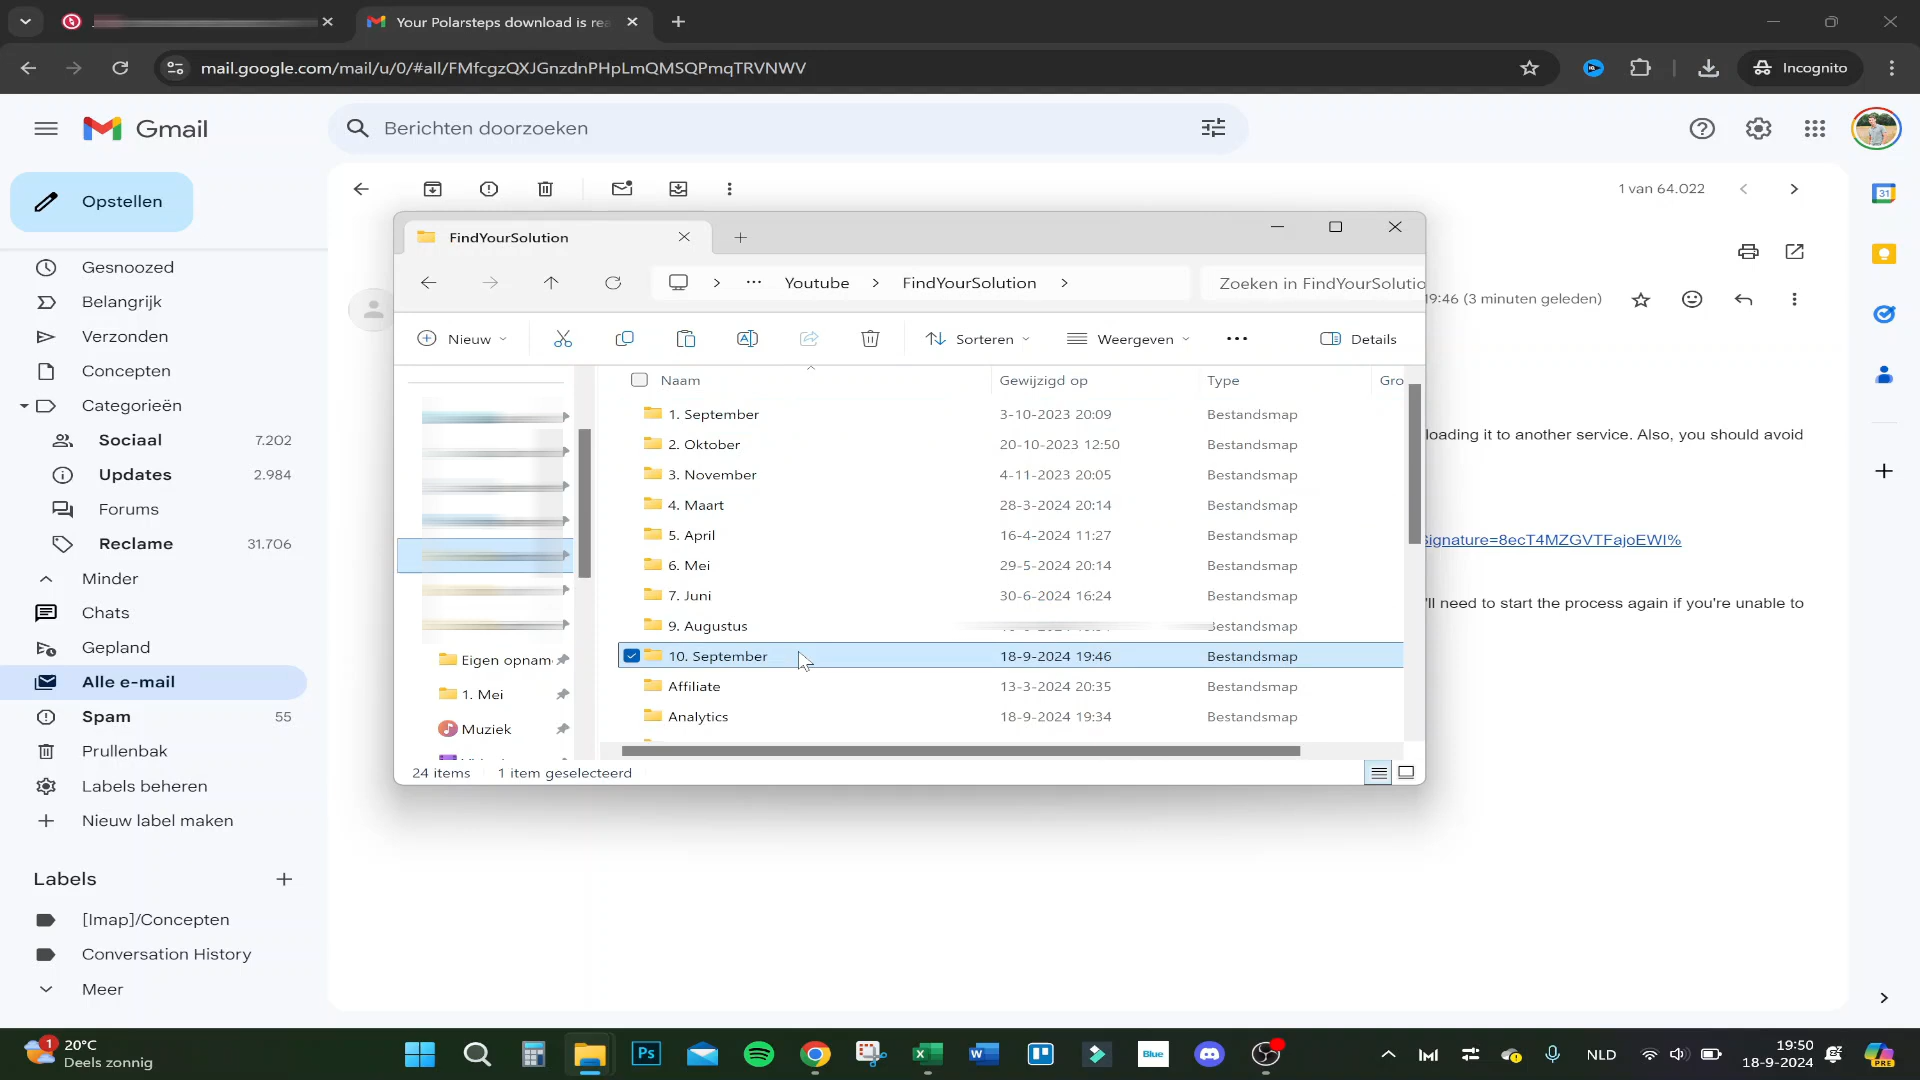 Your Polarsteps download is rea
mail.google.com/mail/u/0/#all/FMfcgzQXJGnzdnPHpLmQMSQPmqTRVNWV
Incognito
Gmail
Berichten doorzoeken
Opstellen
1 van 64.022
Gesnoozed
Belangrijk
Verzonden
Concepten
Categorieën
Sociaal 7.202
Updates 2.984
Forums
Reclame 31.706
Minder
Chats
Gepland
Alle e-mail
Spam 55
Prullenbak
Labels beheren
Nieuw label maken
Labels
[Imap]/Concepten
Conversation History
Meer
FindYourSolution
Youtube > FindYourSolution >
Zoeken in FindYourSolutio
19:46 (3 minuten geleden)
Nieuw
Sorteren
Weergeven
Details
Naam Gewijzigd op Type Gro
1. September 3-10-2023 20:09 Bestandsmap
2. Oktober 20-10-2023 12:50 Bestandsmap
3. November 4-11-2023 20:05 Bestandsmap
4. Maart 28-3-2024 20:14 Bestandsmap
5. April 16-4-2024 11:27 Bestandsmap
6. Mei 29-5-2024 20:14 Bestandsmap
7. Juni 30-6-2024 16:24 Bestandsmap
9. Augustus Bestandsmap
10. September 18-9-2024 19:46 Bestandsmap
Affiliate 13-3-2024 20:35 Bestandsmap
Analytics 18-9-2024 19:34 Bestandsmap
Eigen opnam
1. Mei
Muziek
24 items 1 item geselecteerd
loading it to another service. Also, you should avoid
Signature=8ecT4MZGVTFajoEWI%
'll need to start the process again if you're unable to
31
1
20°C
Deels zonnig
Ps
Blue
NLD
19:50
18-9-2024
PRE